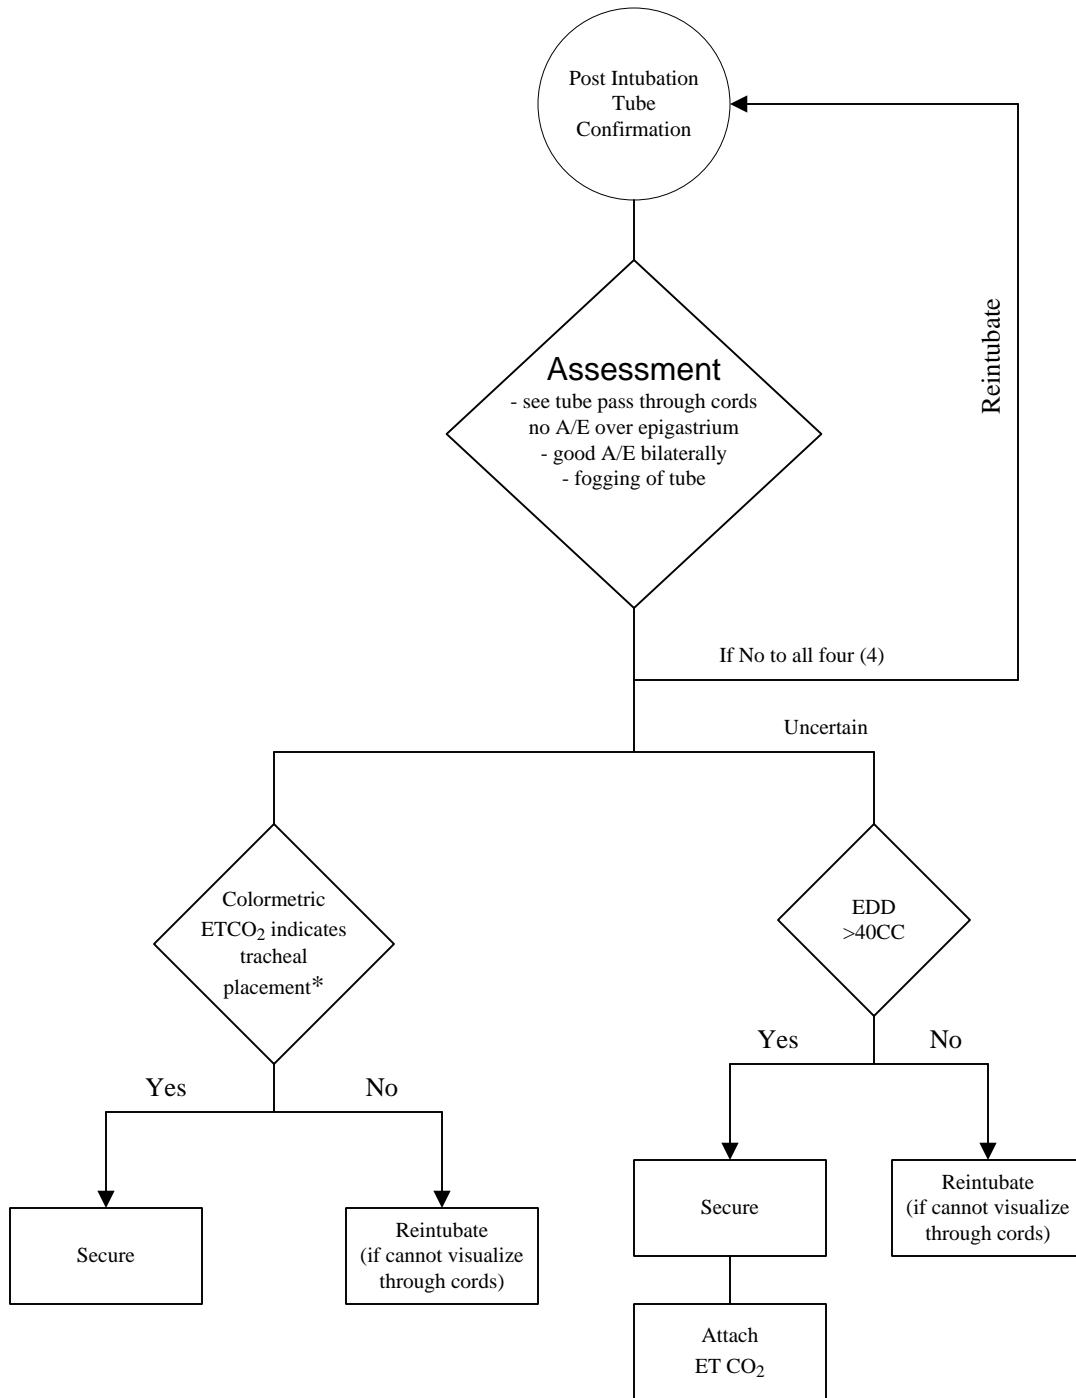 Post Intubation
Tube
Confirmation
Reintubate
Assessment
- see tube pass through cords
no A/E over epigastrium
- good A/E bilaterally
- fogging of tube
If No to all four (4)
Uncertain
Colormetric
ETCO₂ indicates
tracheal
placement*
EDD
>40CC
Yes
No
Yes
No
Secure
Reintubate
(if cannot visualize
through cords)
Secure
Reintubate
(if cannot visualize
through cords)
Attach
ET CO₂